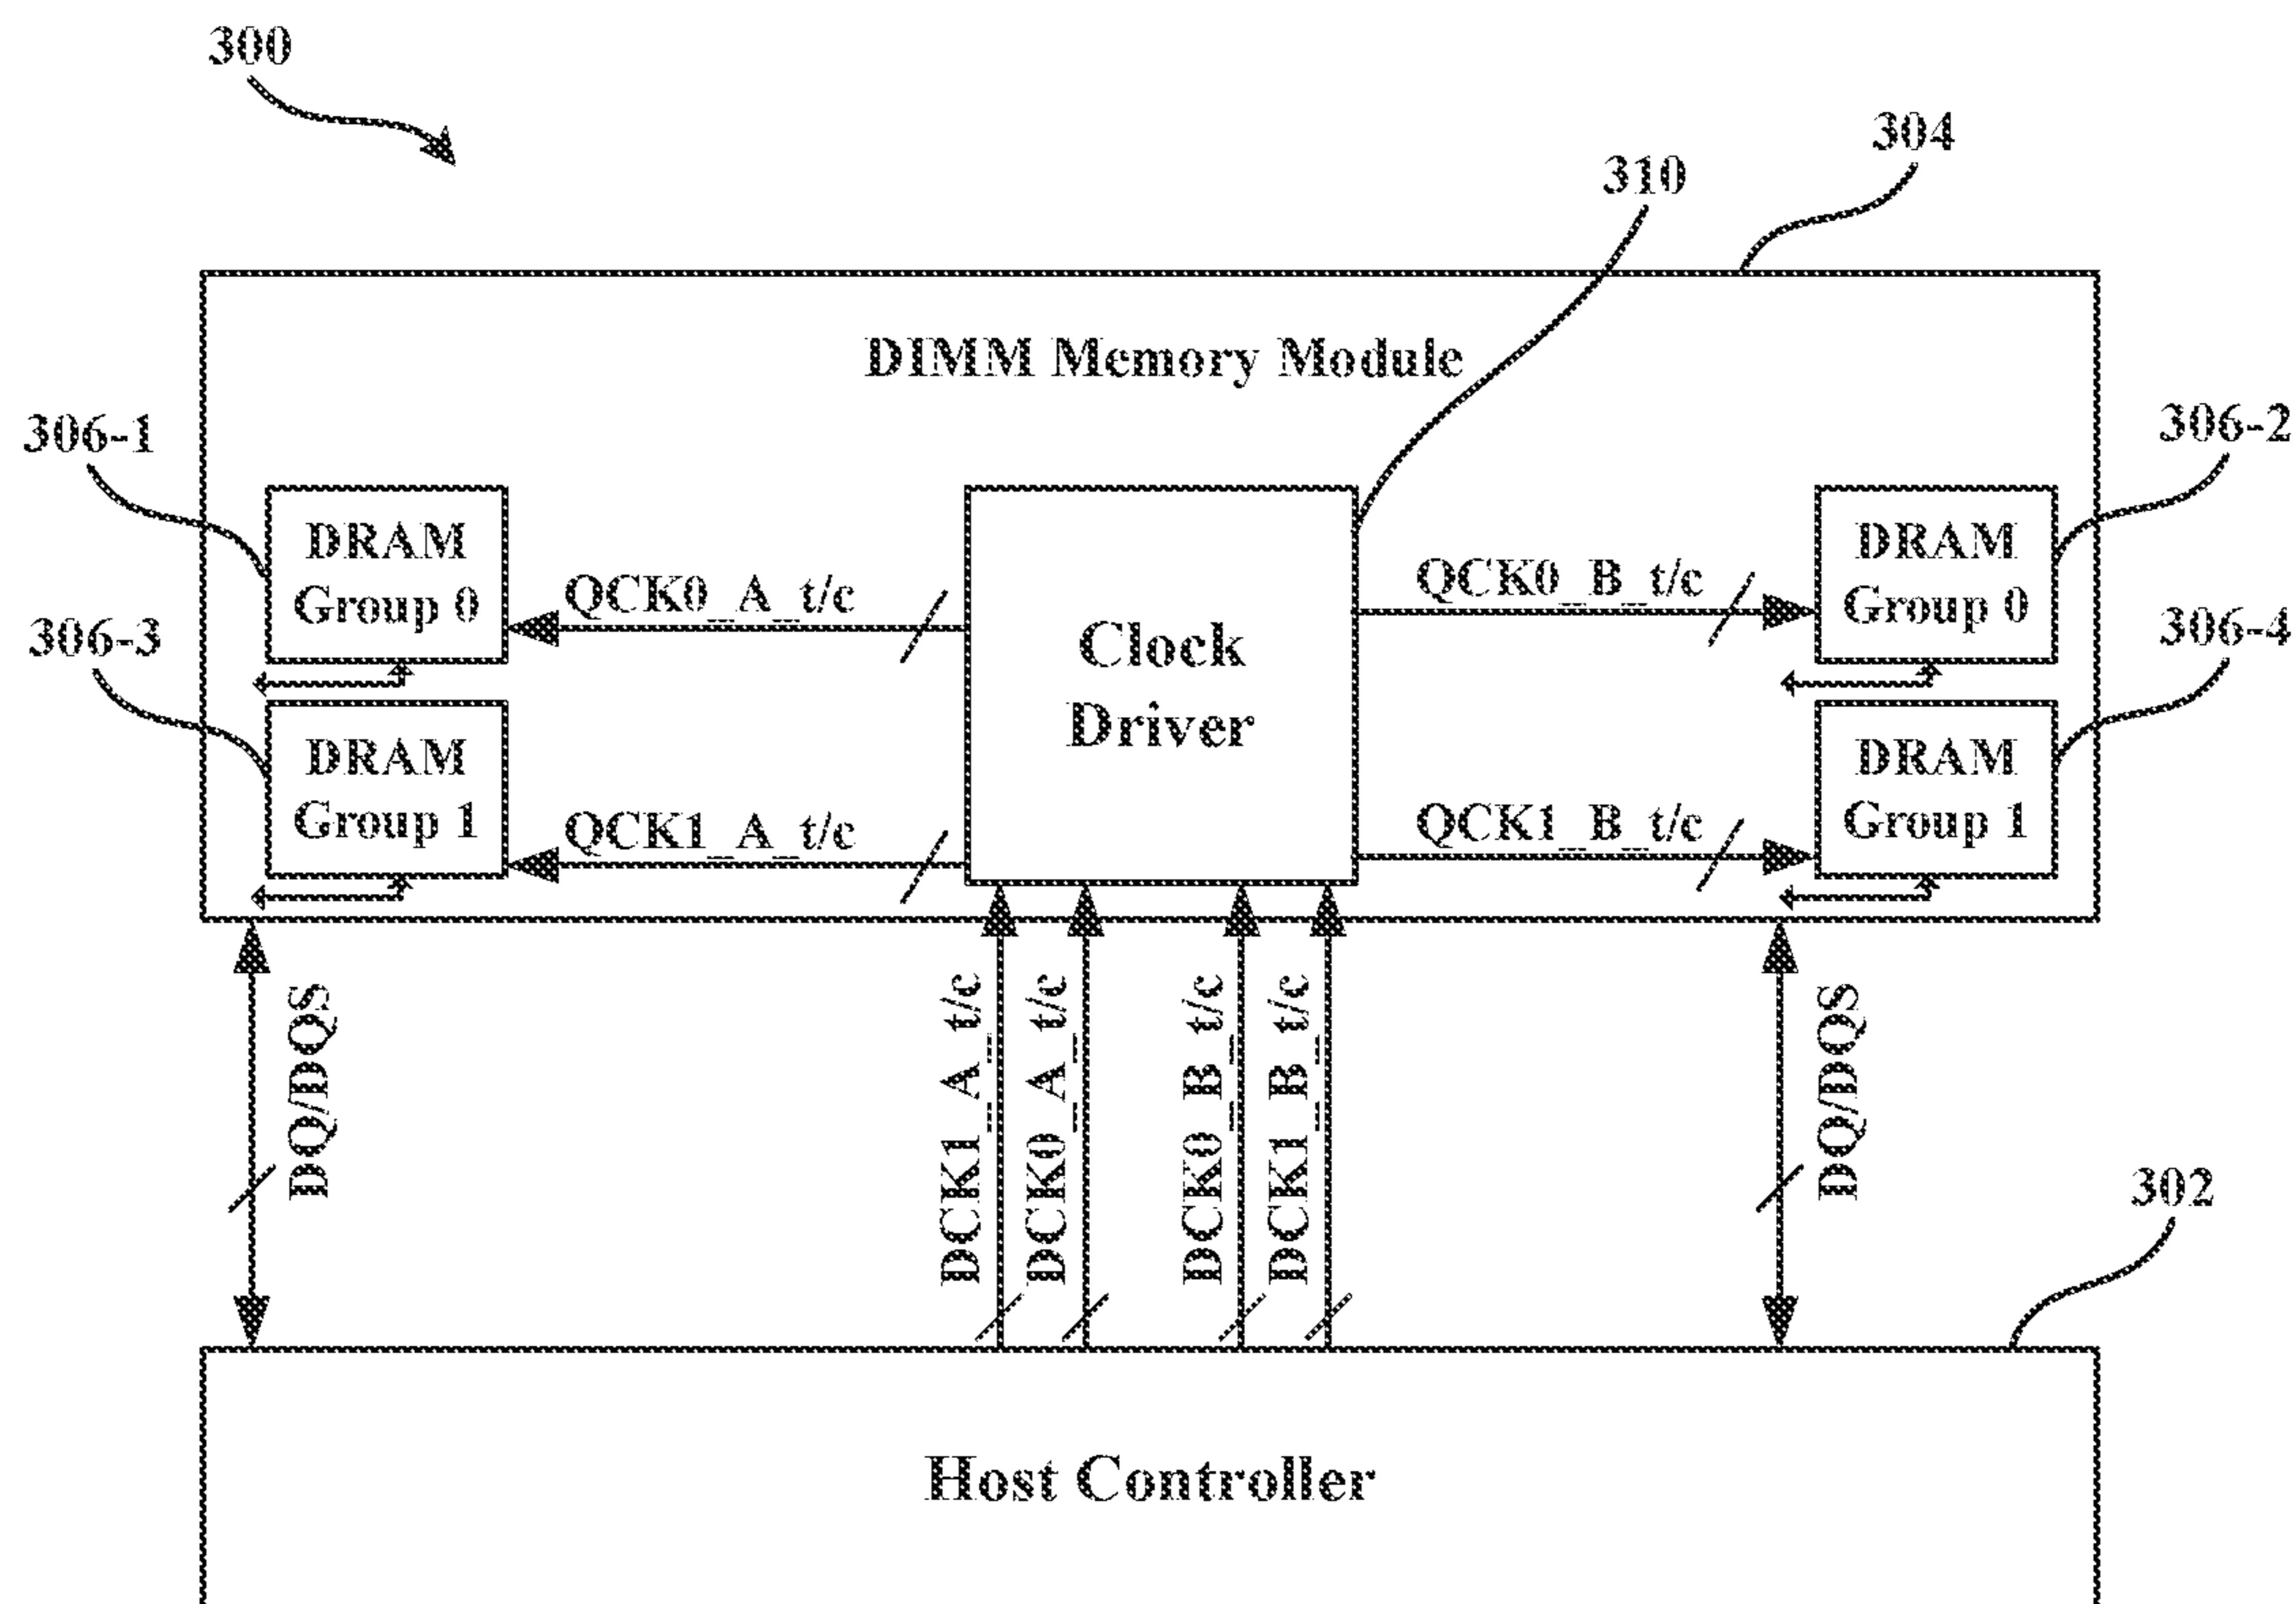 300
304
310
DIMM Memory Module
306-1
306-2
DRAM
Group 0
QCK0_A_t/c
Clock
Driver
QCK0_B_t/c
DRAM
Group 0
306-3
306-4
DRAM
Group 1
QCK1_A_t/c
QCK1_B_t/c
DRAM
Group 1
DQ/DQS
DCK1_A_t/c
DCK0_A_t/c
DCK0_B_t/c
DCK1_B_t/c
DQ/DQS
302
Host Controller